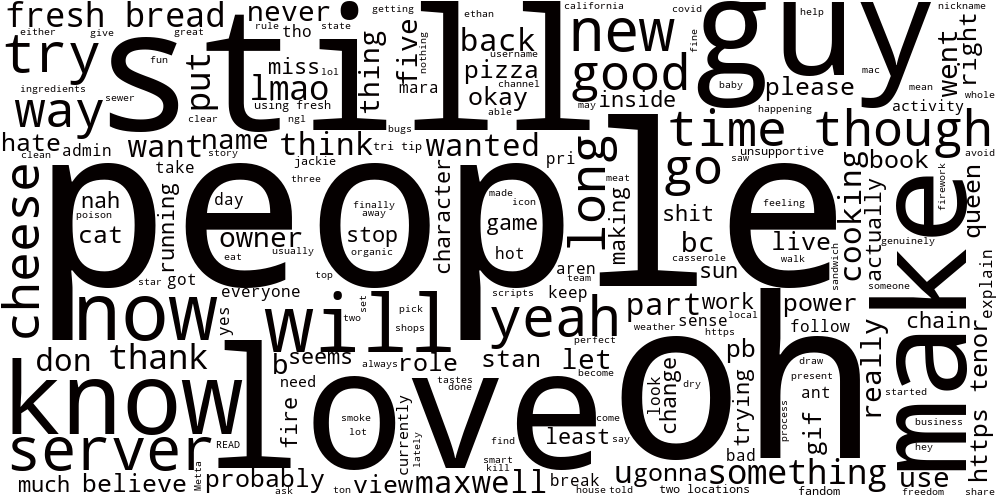 fresh bread
never
getting
ethan
california
covid
help
nickname
either
give
great
rule
state
tho
new
guy
still
back
try
fun
miss
lol
thing
five
nothing
username
fine
went
right
put
pizza
channel
good
mac
ingredients
sewer
lmao
mara
okay
baby
please
mean
whole
way
using fresh
able
may
inside
activity
clear
ngl
bugs
happening
time though
hate
clean
admin
want
name
story
think
tri tip
wanted
pri
long
unsupportive
book
avoid
take
jackie
three
meat
go
saw
firework
queen
cheese
people
nah
poison
cat
running
day
finally
away
stop
organic
character
made
icon
game
hot
making
shit
feeling
cooking
actually
genuinely
owner
usually
eat
bc
live
walk
make
casserole
sun
sandwich
someone
star
got
top
aren
team
keep
everyone
scripts
explain
now
yes
will
two
set
pick
shops
yeah
part
work
local
power
chain
weather
sense
https
follow
perfect
don
thank
b
seems
always
role
stan
let
pb
draw
really
https tenor
know
need
tastes
done
become
look
change
dry
trying
present
ant
started
love
oh
fire
smoke
lot
currently
lately
come
process
gif
business
server
READ
find
least
say
bad
hey
smart
kill
much
believe
Metta
probably
ask
ton
view
maxwell
break
house
told
ugonna
something
two locations
fandom
use
freedom
share